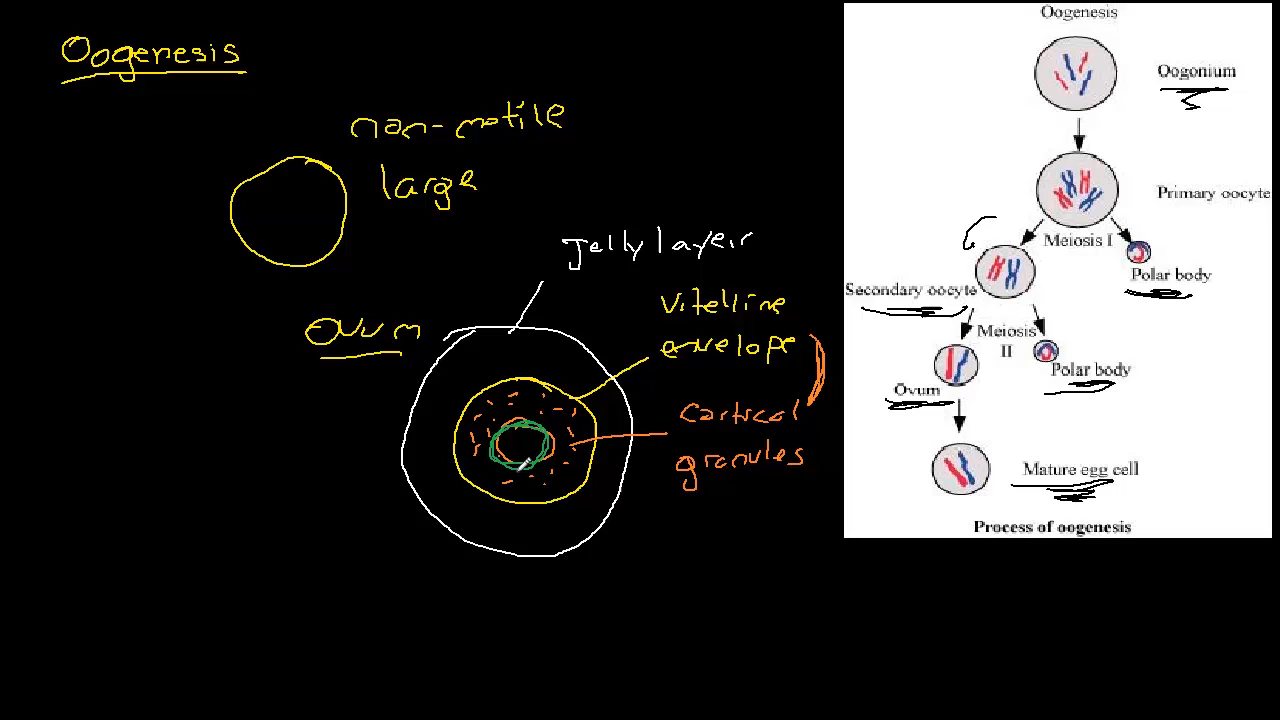 Oogenesis
non-motile
large
Jelly layer
Ovum
Vitelline
envelope
Cortical
granules
Oogenesis
Oogonium
Primary oocyte
Meiosis I
Polar body
Secondary oocyte
Meiosis
II
Polar body
Ovum
Mature egg cell
Process of oogenesis